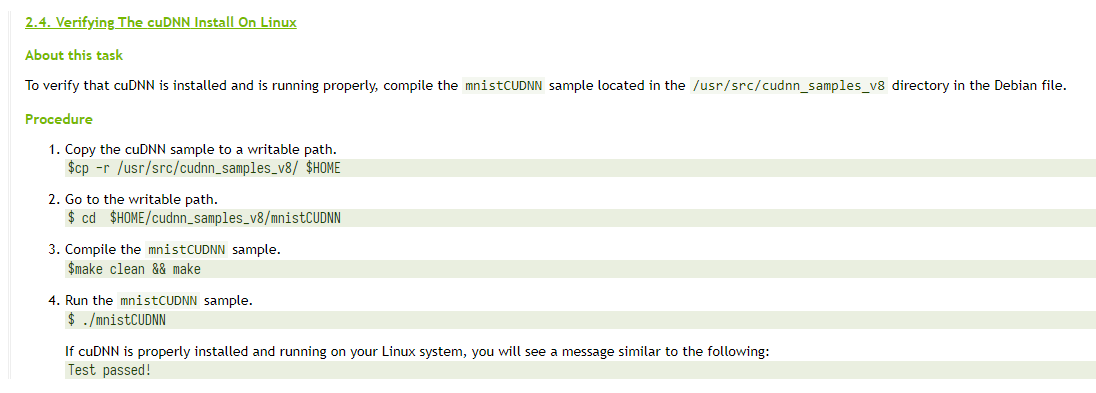 2.4. Verifying The cuDNN Install On Linux
About this task
To verify that cuDNN is installed and is running properly, compile the mnistCUDNN sample located in the /usr/src/cudnn_samples_v8 directory in the Debian file.
Procedure
1. Copy the cuDNN sample to a writable path.
$cp -r /usr/src/cudnn_samples_v8/ $HOME
2. Go to the writable path.
$ cd  $HOME/cudnn_samples_v8/mnistCUDNN
3. Compile the mnistCUDNN sample.
$make clean && make
4. Run the mnistCUDNN sample.
$ ./mnistCUDNN
If cuDNN is properly installed and running on your Linux system, you will see a message similar to the following:
Test passed!